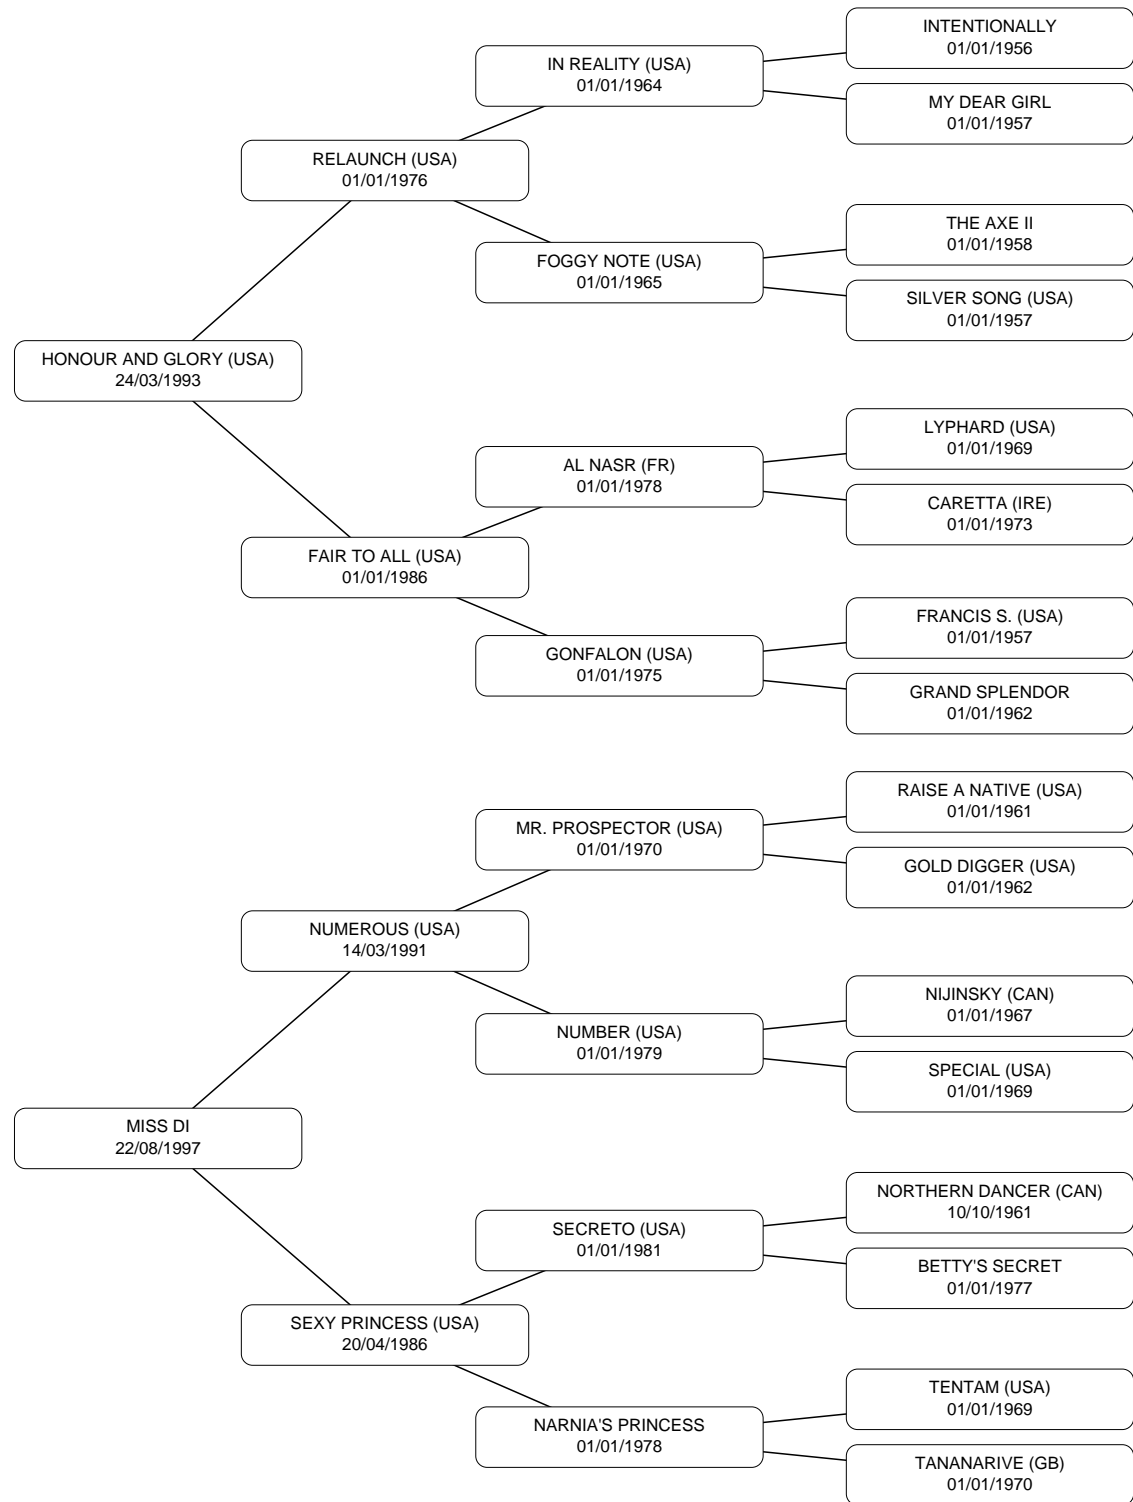 INTENTIONALLY
01/01/1956
IN REALITY (USA)
01/01/1964
MY DEAR GIRL
01/01/1957
RELAUNCH (USA)
01/01/1976
THE AXE II
01/01/1958
FOGGY NOTE (USA)
01/01/1965
SILVER SONG (USA)
01/01/1957
HONOUR AND GLORY (USA)
24/03/1993
LYPHARD (USA)
01/01/1969
AL NASR (FR)
01/01/1978
CARETTA (IRE)
01/01/1973
FAIR TO ALL (USA)
01/01/1986
FRANCIS S. (USA)
01/01/1957
GONFALON (USA)
01/01/1975
GRAND SPLENDOR
01/01/1962
RAISE A NATIVE (USA)
01/01/1961
MR. PROSPECTOR (USA)
01/01/1970
GOLD DIGGER (USA)
01/01/1962
NUMEROUS (USA)
14/03/1991
NIJINSKY (CAN)
01/01/1967
NUMBER (USA)
01/01/1979
SPECIAL (USA)
01/01/1969
MISS DI
22/08/1997
NORTHERN DANCER (CAN)
10/10/1961
SECRETO (USA)
01/01/1981
BETTY'S SECRET
01/01/1977
SEXY PRINCESS (USA)
20/04/1986
TENTAM (USA)
01/01/1969
NARNIA'S PRINCESS
01/01/1978
TANANARIVE (GB)
01/01/1970